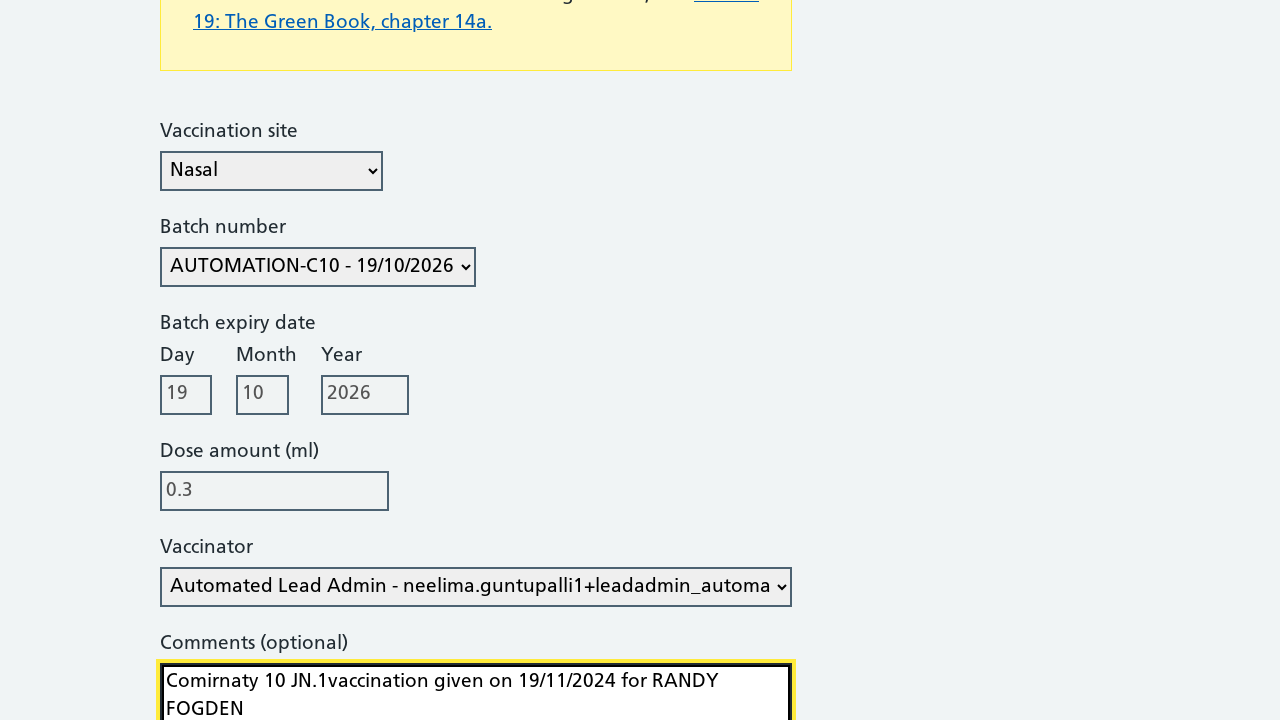 19: The Green Book, chapter 14a.
Vaccination site
Nasal
Batch number
AUTOMATION-C10 - 19/10/2026
Batch expiry date
Day Month Year
19 10 2026
Dose amount (ml)
0.3
Vaccinator
Automated Lead Admin - neelima.guntupalli1+leadadmin_automa
Comments (optional)
Comirnaty 10 JN.1vaccination given on 19/11/2024 for RANDY
FOGDEN